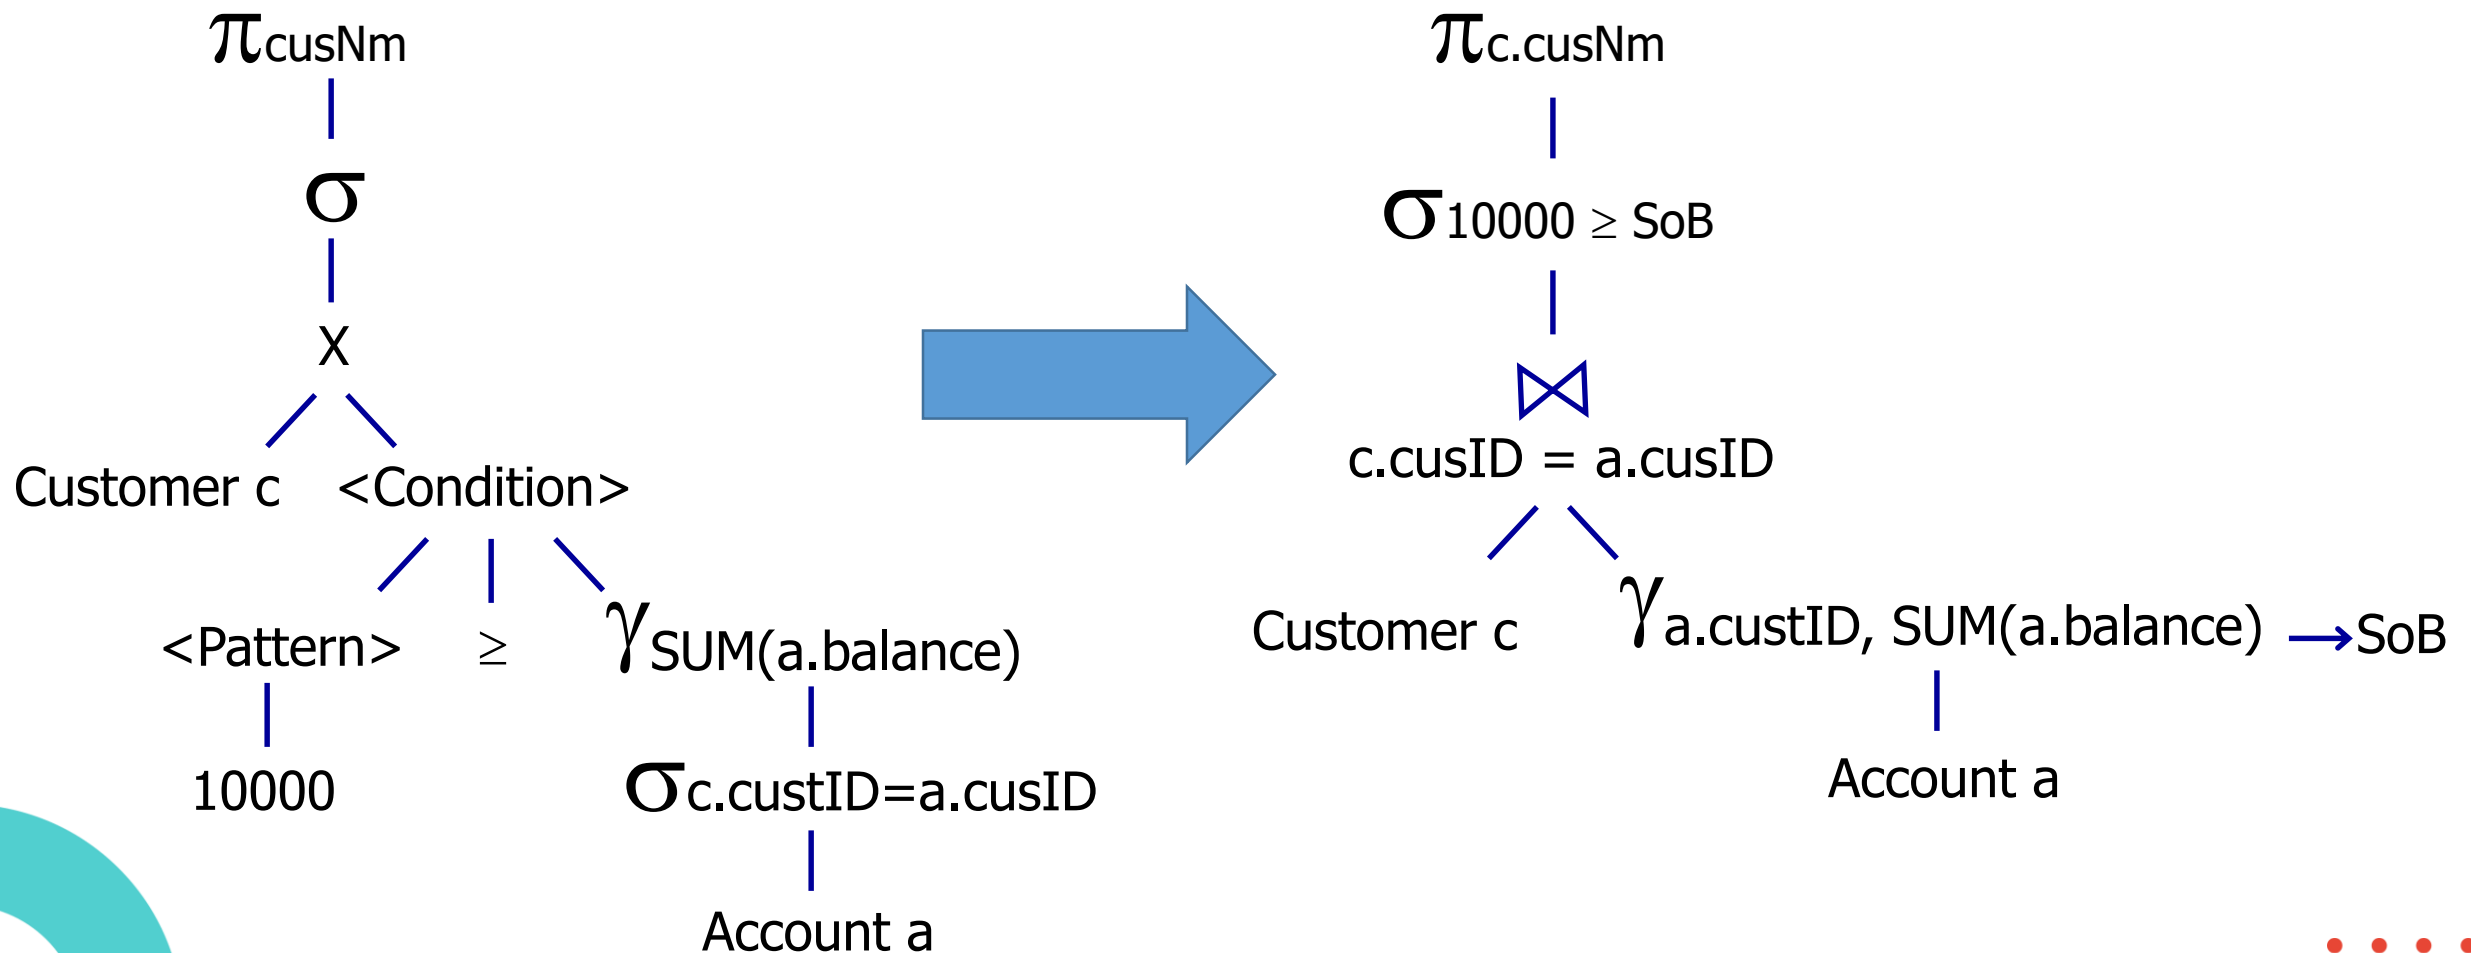 πcusNm
σ
X
Customer c <Condition>
<Pattern> ≥ γSUM(a.balance)
10000 σc.custID=a.cusID
Account a
πc.cusNm
σ10000 ≥ SoB
⋈
c.cusID = a.cusID
Customer c γa.custID, SUM(a.balance) →SoB
Account a